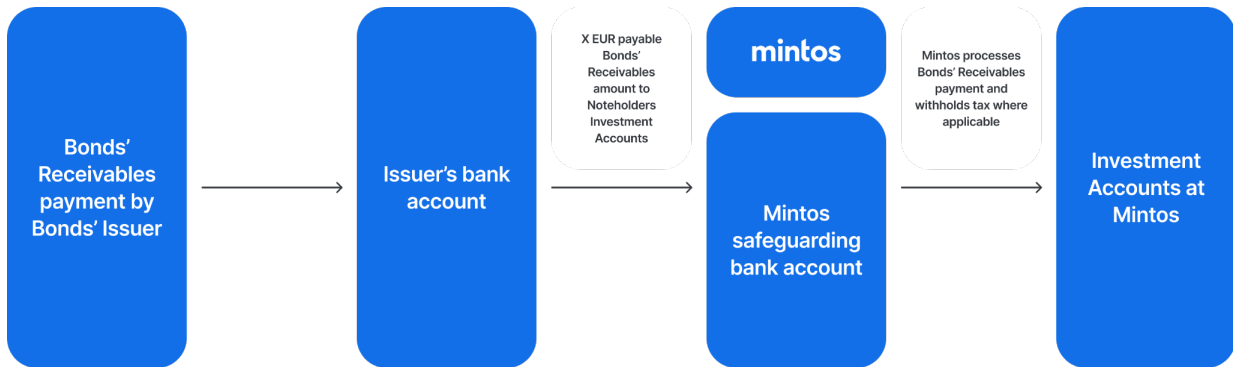 Bonds'
Receivables
payment by
Bonds' Issuer
Issuer's bank
account
X EUR payable
Bonds'
Receivables
amount to
Noteholders
Investment
Accounts
mintos
Mintos
safeguarding
bank account
Mintos processes
Bonds' Receivables
payment and
withholds tax where
applicable
Investment
Accounts at
Mintos